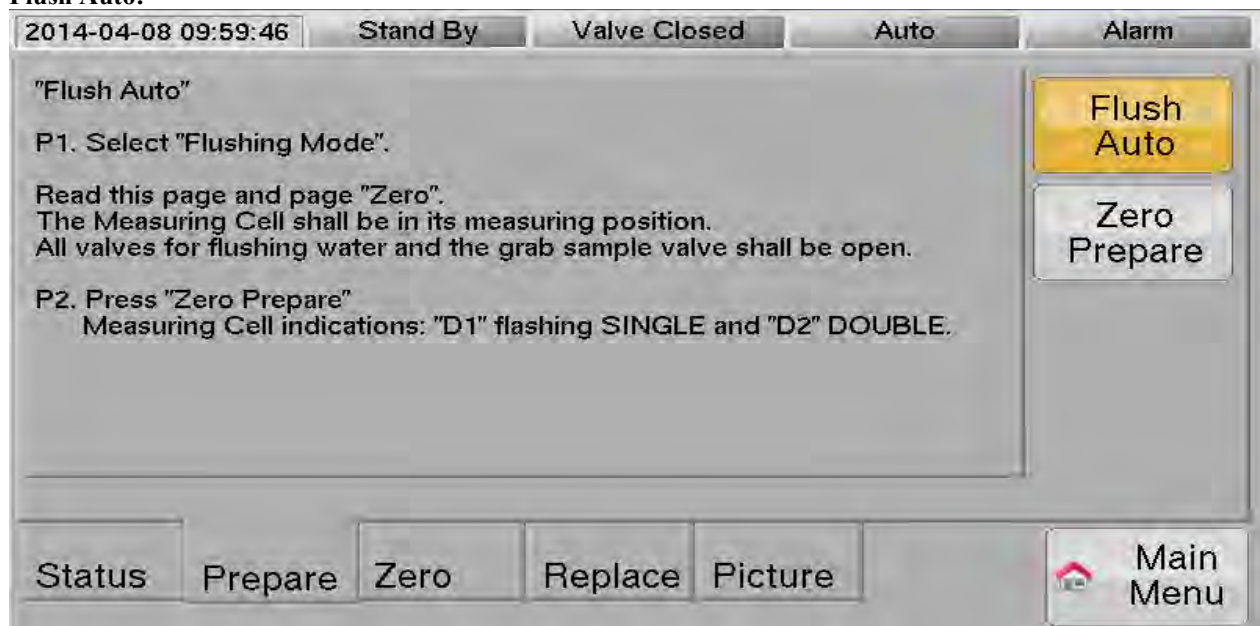 Flush Auto:
2014-04-08 09:59:46 Stand By Valve Closed Auto Alarm
"Flush Auto"
P1. Select "Flushing Mode".
Read this page and page "Zero".
The Measuring Cell shall be in its measuring position.
All valves for flushing water and the grab sample valve shall be open.
P2. Press "Zero Prepare"
Measuring Cell indications: "D1" flashing SINGLE and "D2" DOUBLE.
Flush
Auto
Zero
Prepare
Status Prepare Zero Replace Picture
Main
Menu